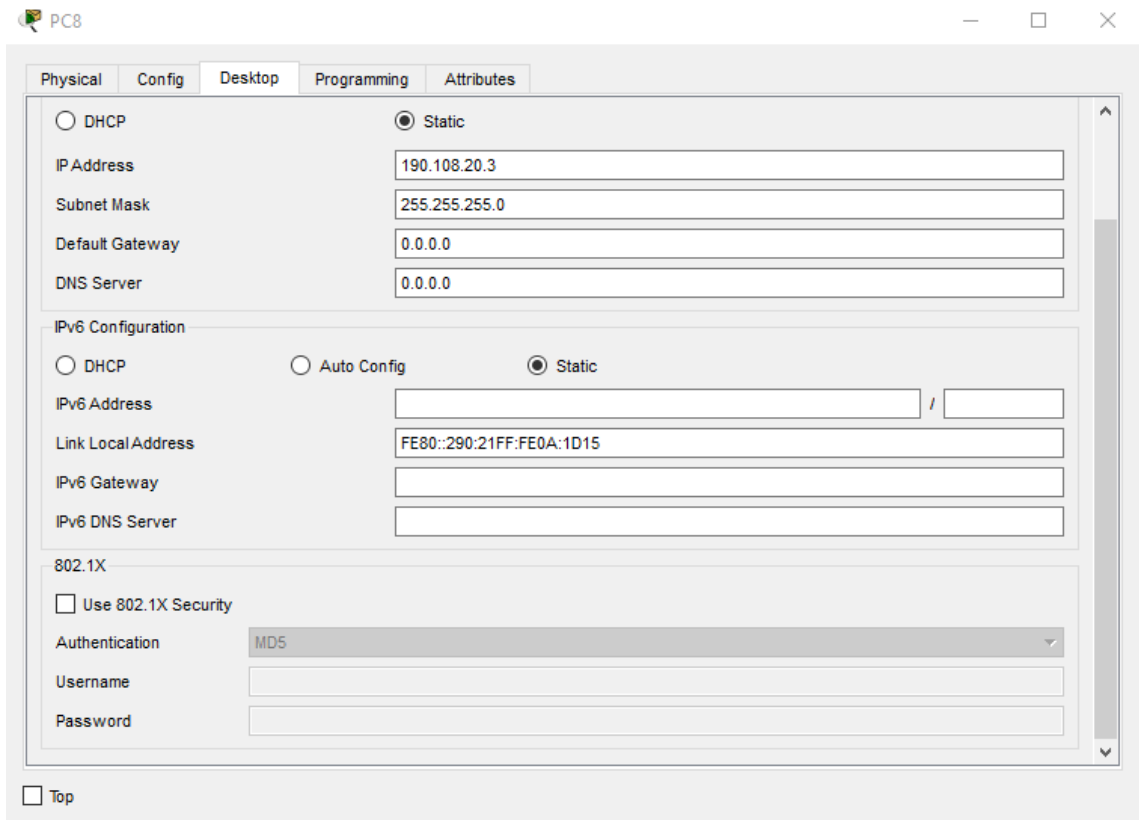 PC8
Physical Config Desktop Programming Attributes
DHCP Static
IP Address 190.108.20.3
Subnet Mask 255.255.255.0
Default Gateway 0.0.0.0
DNS Server 0.0.0.0
IPv6 Configuration
DHCP Auto Config Static
IPv6 Address /
Link Local Address FE80::290:21FF:FE0A:1D15
IPv6 Gateway
IPv6 DNS Server
802.1X
Use 802.1X Security
Authentication MD5
Username
Password
Top